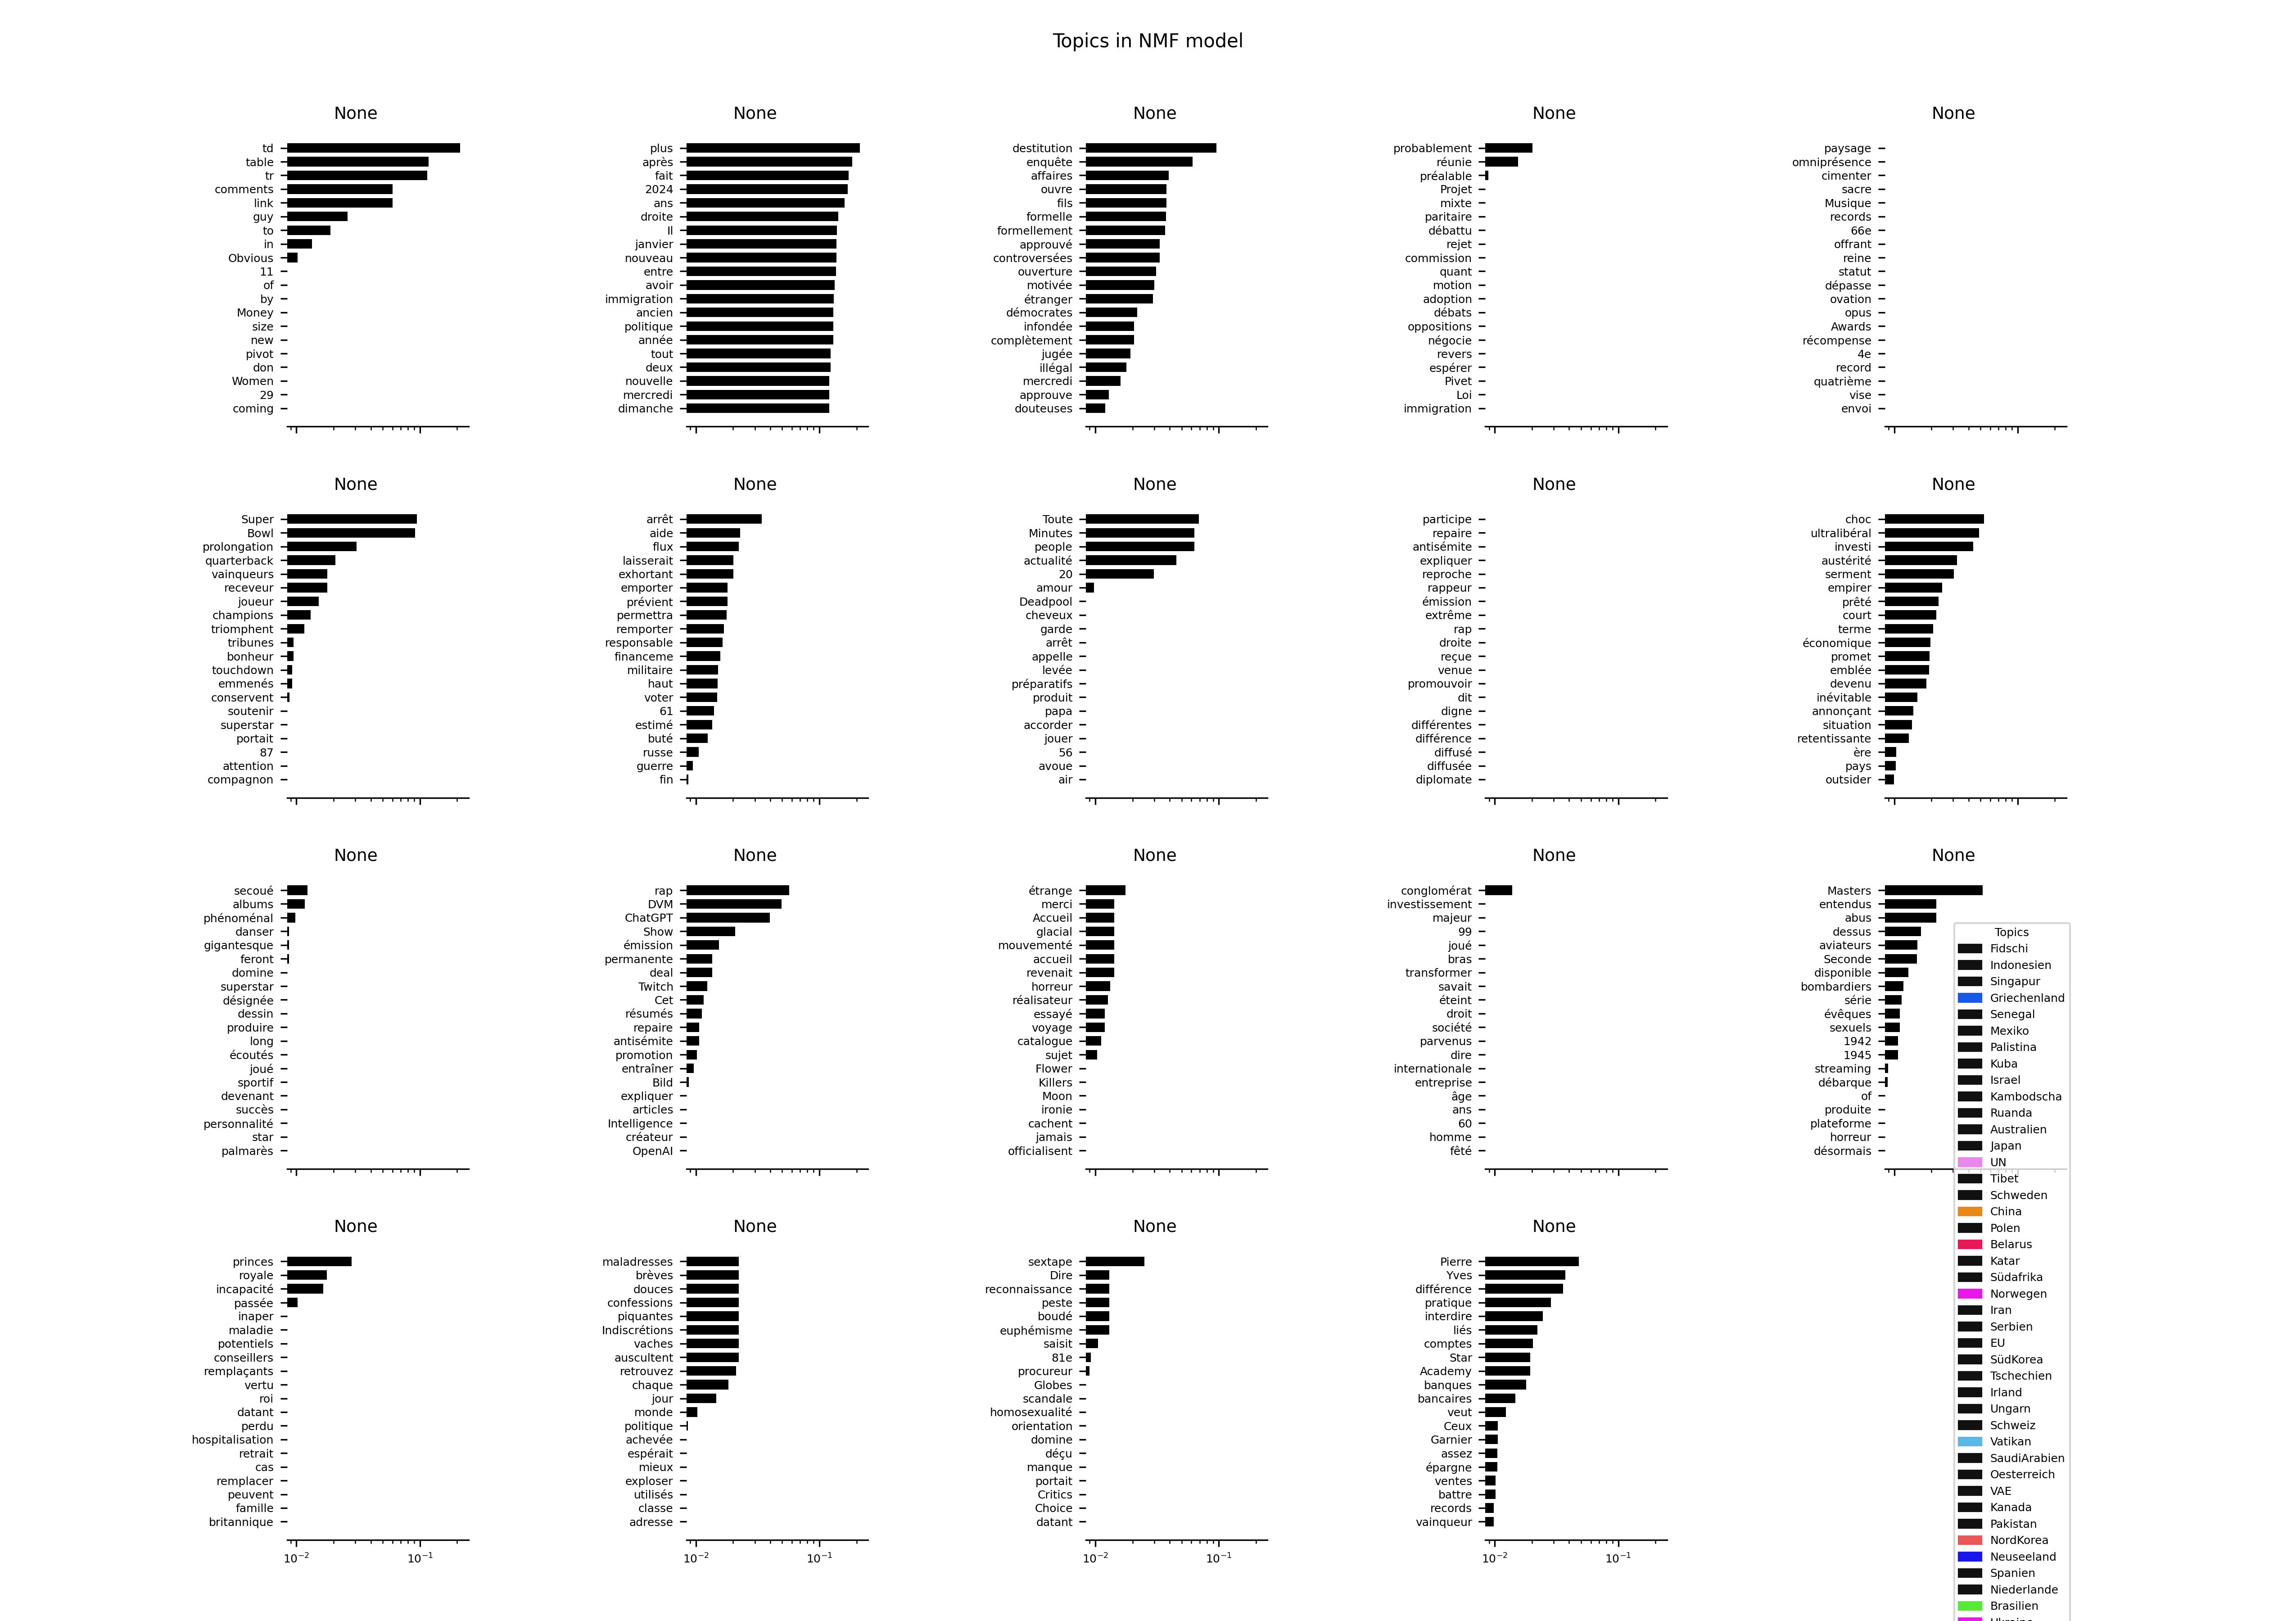 Topics in NMF model
None
td
table
tr
comments
link
guy
to
in
Obvious
11
of
by
Money
size
new
pivot
don
Women
29
coming
None
plus
après
fait
2024
ans
droite
Il
janvier
nouveau
entre
avoir
immigration
ancien
politique
année
tout
deux
nouvelle
mercredi
dimanche
None
destitution
enquête
affaires
ouvre
fils
formelle
formellement
approuvé
controversées
ouverture
motivée
étranger
démocrates
infondée
complètement
jugée
illégal
mercredi
approuve
douteuses
None
probablement
réunie
préalable
Projet
mixte
paritaire
débattu
rejet
commission
quant
motion
adoption
débats
oppositions
négocie
revers
espérer
Pivet
Loi
immigration
None
paysage
omniprésence
cimenter
sacre
Musique
records
66e
offrant
reine
statut
dépasse
ovation
opus
Awards
récompense
4e
record
quatrième
vise
envoi
None
Super
Bowl
prolongation
quarterback
vainqueurs
receveur
joueur
champions
triomphent
tribunes
bonheur
touchdown
emmenés
conservent
soutenir
superstar
portait
87
attention
compagnon
None
arrêt
aide
flux
laisserait
exhortant
emporter
prévient
permettra
remporter
responsable
financeme
militaire
haut
voter
61
estimé
buté
russe
guerre
fin
None
Toute
Minutes
people
actualité
20
amour
Deadpool
cheveux
garde
arrêt
appelle
levée
préparatifs
produit
papa
accorder
jouer
56
avoue
air
None
participe
repaire
antisémite
expliquer
reproche
rappeur
émission
extrême
rap
droite
reçue
venue
promouvoir
dit
digne
différentes
différence
diffusé
diffusée
diplomate
None
choc
ultralibéral
investi
austérité
serment
empirer
prêté
court
terme
économique
promet
emblée
devenu
inévitable
annonçant
situation
retentissante
ère
pays
outsider
None
secoué
albums
phénoménal
danser
gigantesque
feront
domine
superstar
désignée
dessin
produire
long
écoutés
joué
sportif
devenant
succès
personnalité
star
palmarès
None
rap
DVM
ChatGPT
Show
émission
permanente
deal
Twitch
Cet
résumés
repaire
antisémite
promotion
entraîner
Bild
expliquer
articles
Intelligence
créateur
OpenAI
None
étrange
merci
Accueil
glacial
mouvementé
accueil
revenait
horreur
réalisateur
essayé
voyage
catalogue
sujet
Flower
Killers
Moon
ironie
cachent
jamais
officialisent
None
conglomérat
investissement
majeur
99
joué
bras
transformer
savait
éteint
droit
société
parvenus
dire
internationale
entreprise
âge
ans
60
homme
fêté
None
Masters
entendus
abus
dessus
aviateurs
Seconde
disponible
bombardiers
série
évêques
sexuels
1942
1945
streaming
débarque
of
produite
plateforme
horreur
désormais
None
princes
royale
incapacité
passée
inaper
maladie
potentiels
conseillers
remplaçants
vertu
roi
datant
perdu
hospitalisation
retrait
cas
remplacer
peuvent
famille
britannique
10⁻² 10⁻¹
None
maladresses
brèves
douces
confessions
piquantes
Indiscrétions
vaches
auscultent
retrouvez
chaque
jour
monde
politique
achevée
espérait
mieux
exploser
utilisés
classe
adresse
10⁻² 10⁻¹
None
sextape
Dire
reconnaissance
peste
boudé
euphémisme
saisit
81e
procureur
Globes
scandale
homosexualité
orientation
domine
déçu
manque
portait
Critics
Choice
datant
10⁻² 10⁻¹
None
Pierre
Yves
différence
pratique
interdire
liés
comptes
Star
Academy
banques
bancaires
veut
Ceux
Garnier
assez
épargne
ventes
battre
records
vainqueur
10⁻² 10⁻¹
Topics
Fidschi
Indonesien
Singapur
Griechenland
Senegal
Mexiko
Palistina
Kuba
Israel
Kambodscha
Ruanda
Australien
Japan
UN
Tibet
Schweden
China
Polen
Belarus
Katar
Südafrika
Norwegen
Iran
Serbien
EU
SüdKorea
Tschechien
Irland
Ungarn
Schweiz
Vatikan
SaudiArabien
Oesterreich
VAE
Kanada
Pakistan
NordKorea
Neuseeland
Spanien
Niederlande
Brasilien